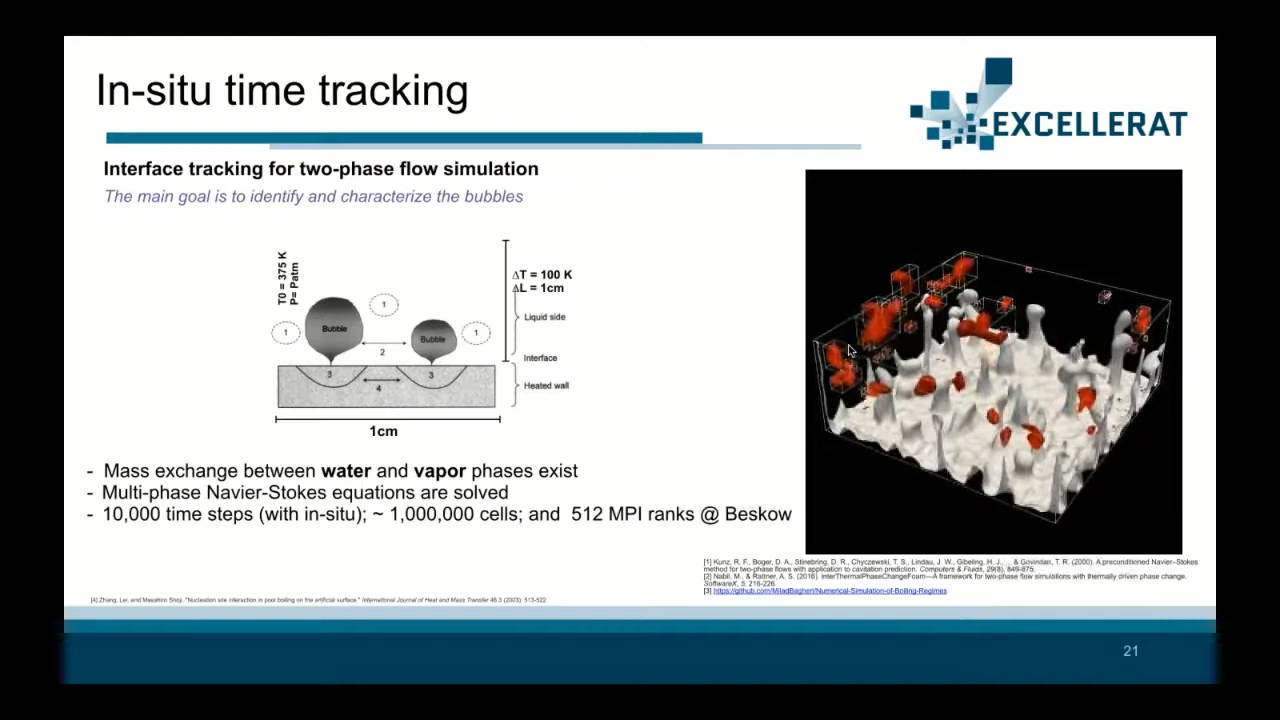 In-situ time tracking
EXCELLERAT
Interface tracking for two-phase flow simulation
The main goal is to identify and characterize the bubbles
T0 = 375 K
P= Patm
ΔT = 100 K
ΔL = 1cm
1
Bubble
1
1
Bubble
Liquid side
2
Interface
3
3
4
Heated wall
1cm
- Mass exchange between water and vapor phases exist
- Multi-phase Navier-Stokes equations are solved
- 10,000 time steps (with in-situ); ~ 1,000,000 cells; and 512 MPI ranks @ Beskow
[1] Kunz, R. F., Boger, D. A., Stinebring, D. R., Chyczewski, T. S., Lindau, J. W., Gibeling, H. J., ... & Govindan, T. R. (2000). A preconditioned Navier–Stokes
method for two-phase flows with application to cavitation prediction. Computers & Fluids, 29(8), 849-875.
[2] Nabil, M., & Rattner, A. S. (2016). interThermalPhaseChangeFoam—A framework for two-phase flow simulations with thermally driven phase change.
SoftwareX, 5, 216-226.
[3] https://github.com/MiladBagheri/Numerical-Simulation-of-Boiling-Regimes
[4] Zhang, Lei, and Masahiro Shoji. "Nucleation site interaction in pool boiling on the artificial surface." International Journal of Heat and Mass Transfer 46.3 (2003): 513-522.
21